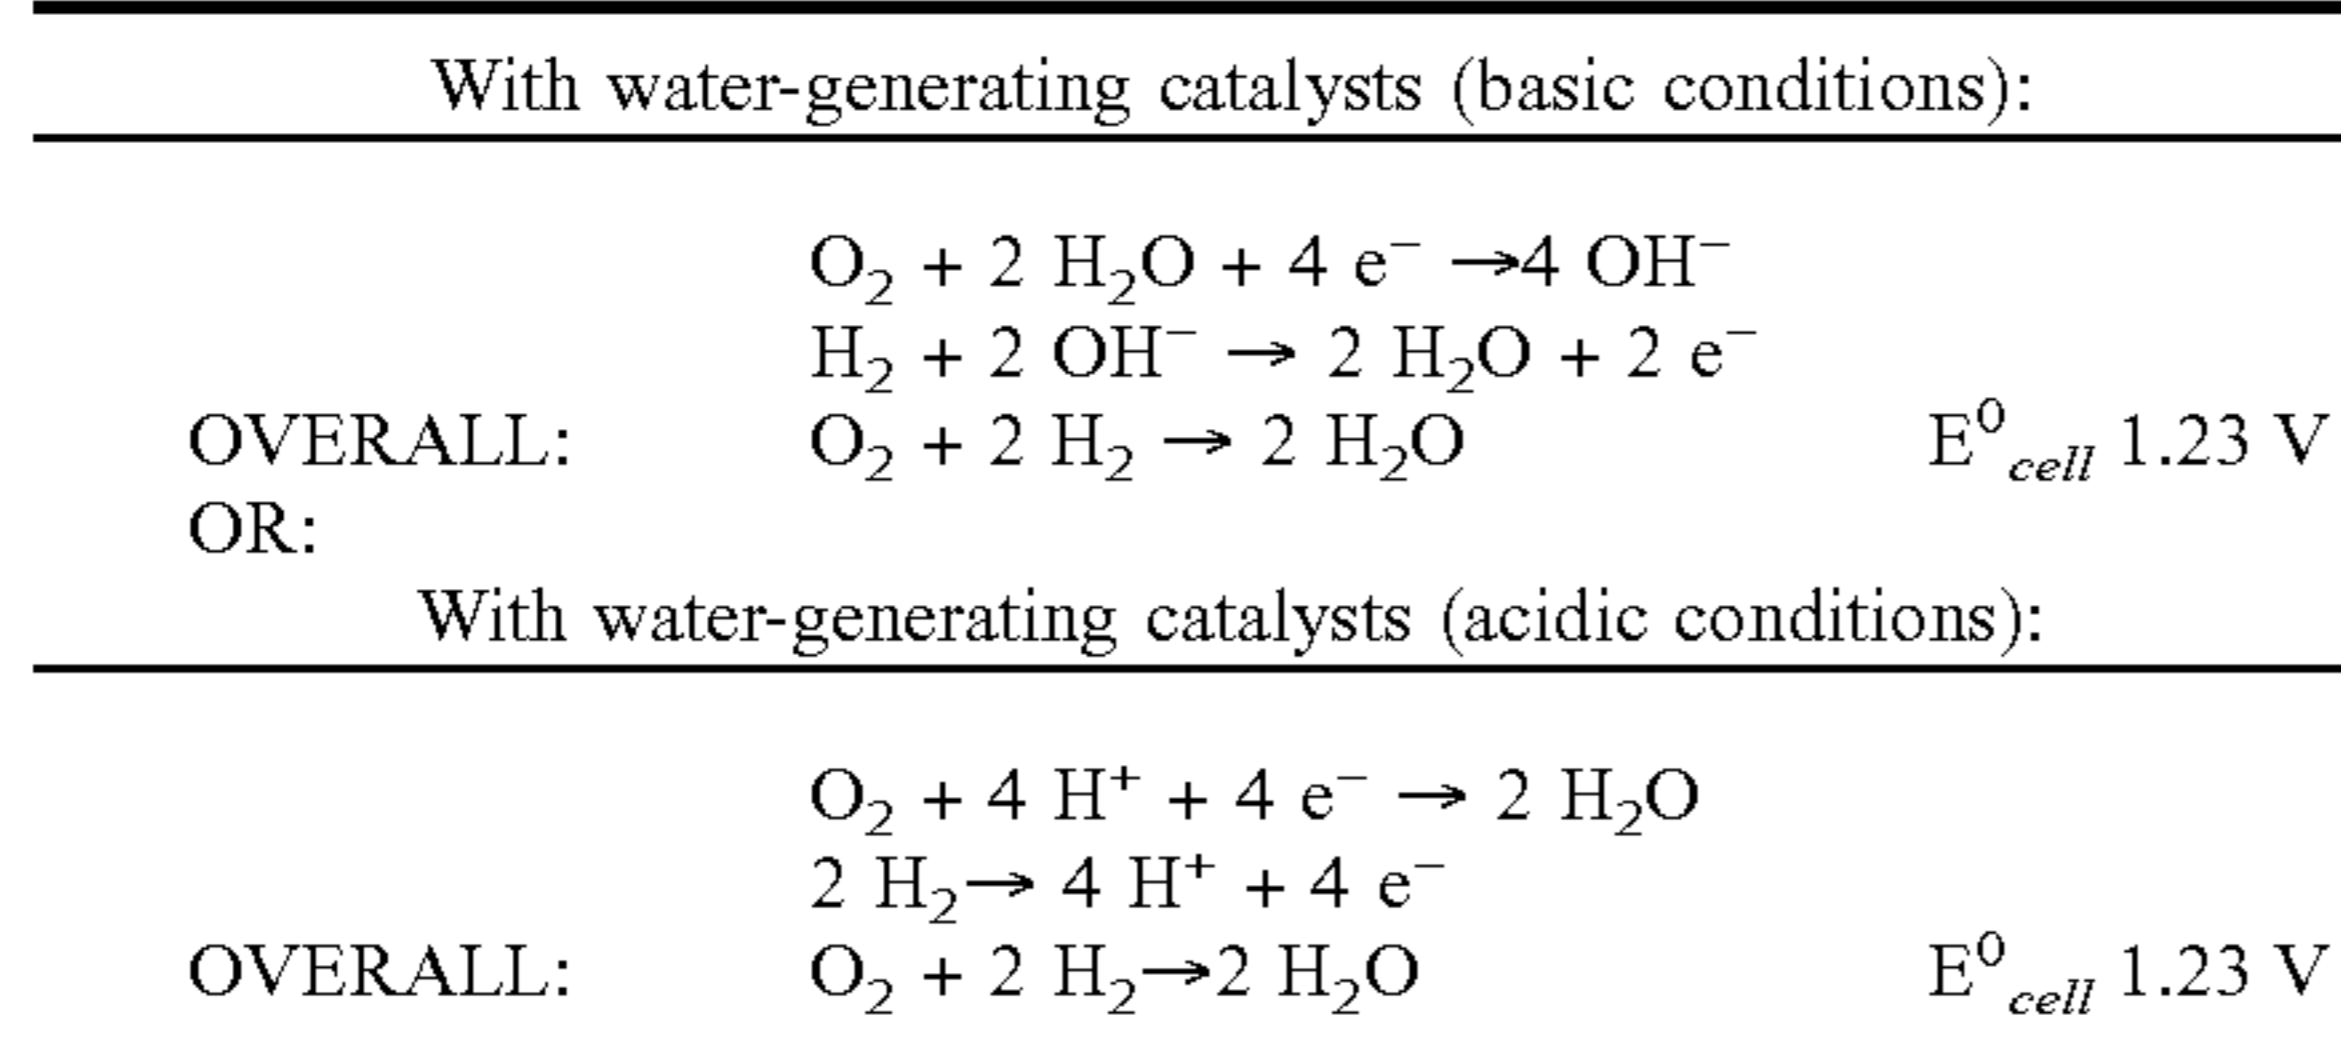 With water-generating catalysts (basic conditions):
O₂ + 2 H₂O + 4 e⁻ →4 OH⁻
H₂ + 2 OH⁻ → 2 H₂O + 2 e⁻
OVERALL: O₂ + 2 H₂ → 2 H₂O E⁰cell 1.23 V
OR:
With water-generating catalysts (acidic conditions):
O₂ + 4 H⁺ + 4 e⁻ → 2 H₂O
2 H₂→ 4 H⁺ + 4 e⁻
OVERALL: O₂ + 2 H₂→2 H₂O E⁰cell 1.23 V